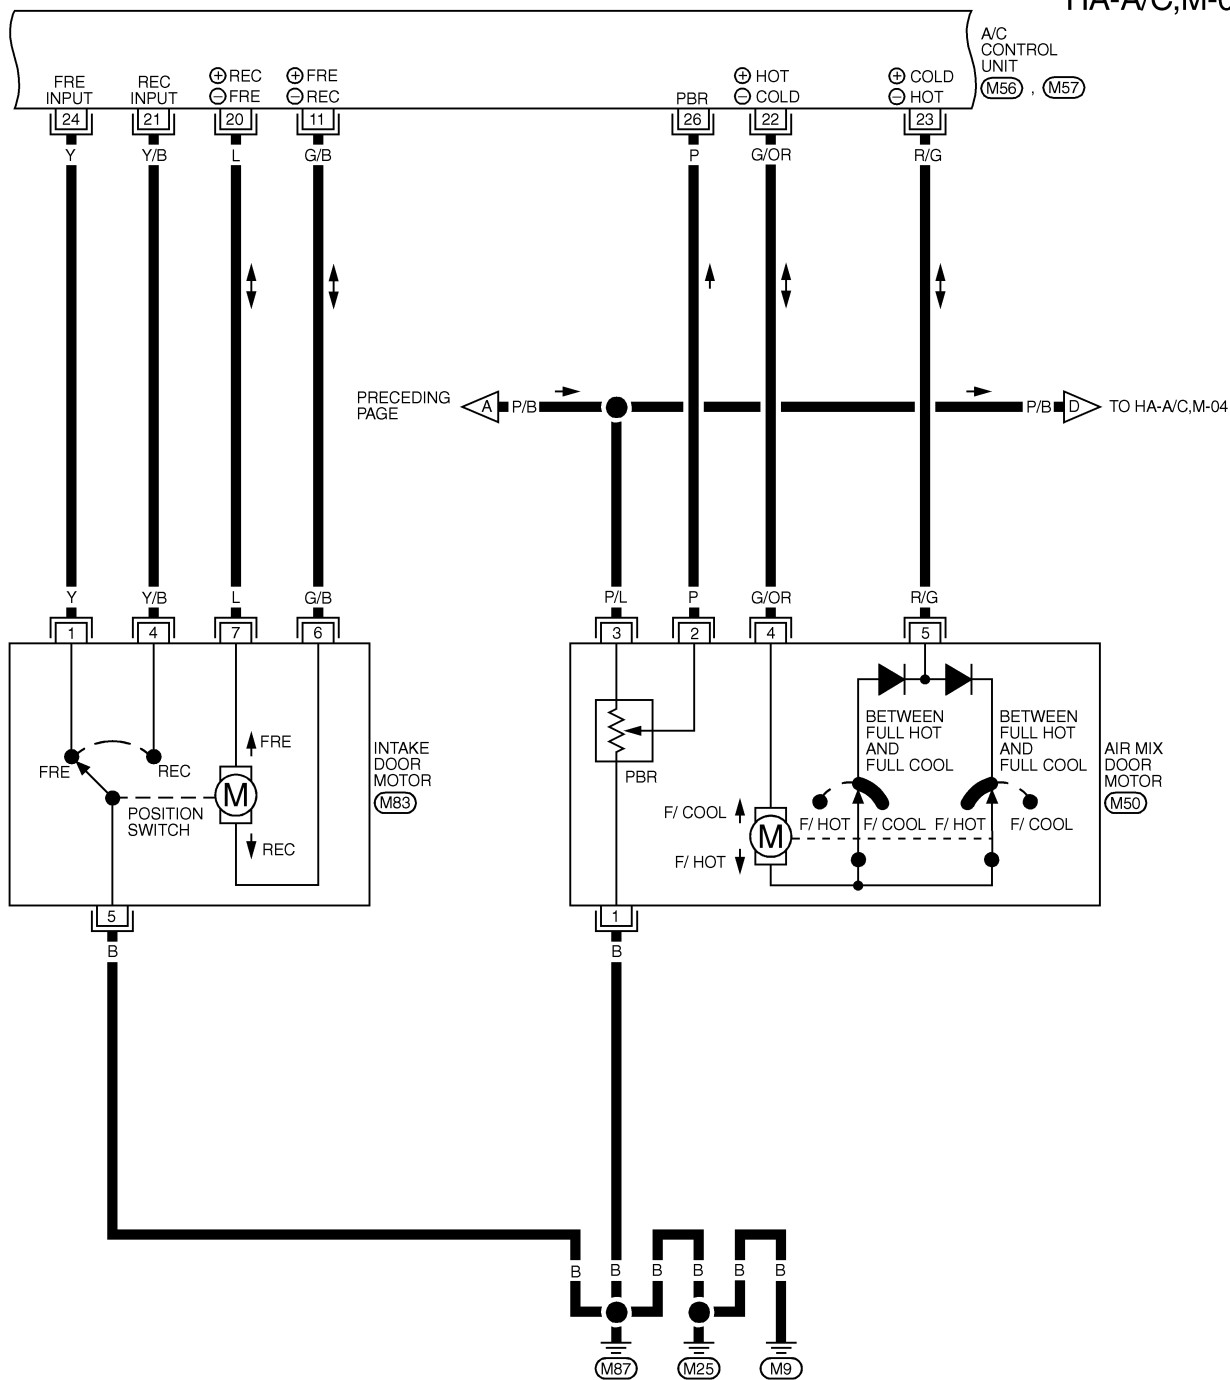 HA-A/C,M-0
A/C
CONTROL
UNIT
M56 , M57
FRE
INPUT
REC
INPUT
⊕ REC
⊖ FRE
⊕ FRE
⊖ REC
PBR
⊕ HOT
⊖ COLD
⊕ COLD
⊖ HOT
24 21 20 11 26 22 23
Y Y/B L G/B P G/OR R/G
PRECEDING
PAGE
A P/B P/B D TO HA-A/C,M-04
Y Y/B L G/B P/L P G/OR R/G
1 4 7 6 3 2 4 5
FRE
REC
FRE
REC
POSITION
SWITCH
M
INTAKE
DOOR
MOTOR
M83
PBR
BETWEEN
FULL HOT
AND
FULL COOL
BETWEEN
FULL HOT
AND
FULL COOL
F/ COOL
F/ HOT
M
F/ HOT F/ COOL F/ HOT F/ COOL
AIR MIX
DOOR
MOTOR
M50
5 1
B B
B B B B B B
M87 M25 M9